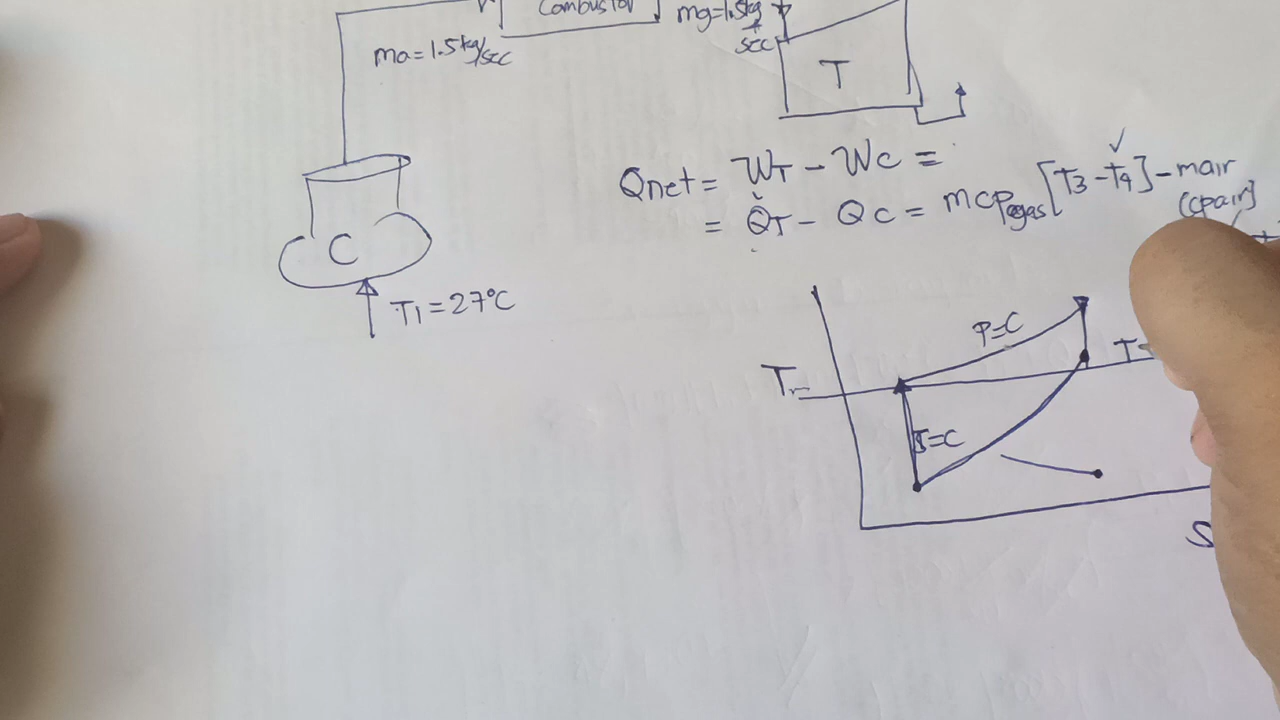 Combustor
mg=1.5kg
sec
ma=1.5kg/sec
T
Qnet = WT - WC =
= QT - QC = mcpgas[T3-T4]-mair
(cpair]
C
T1=27°C
P=C
T
T
S=C
S